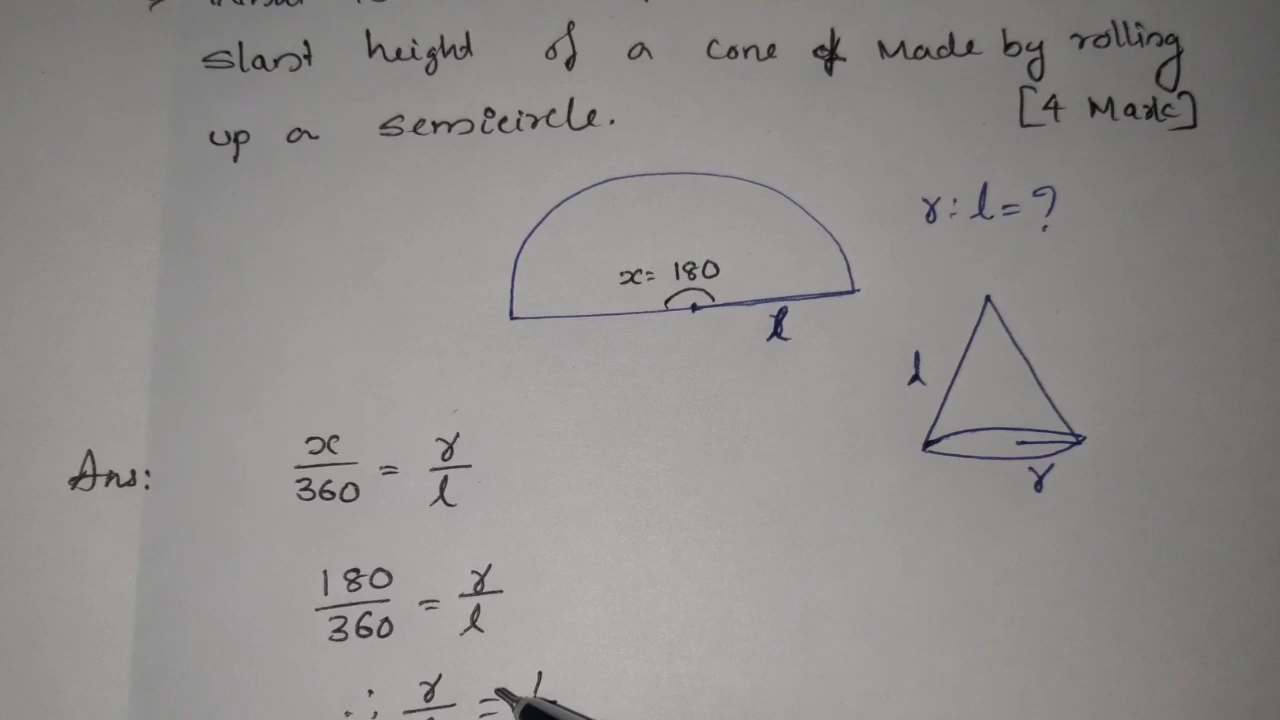 slant height of a cone made by rolling
up a semicircle.
[4 Mark]
r : l = ?
x = 180
l
l
r
Ans: x/360 = r/l
180/360 = r/l
∴ r